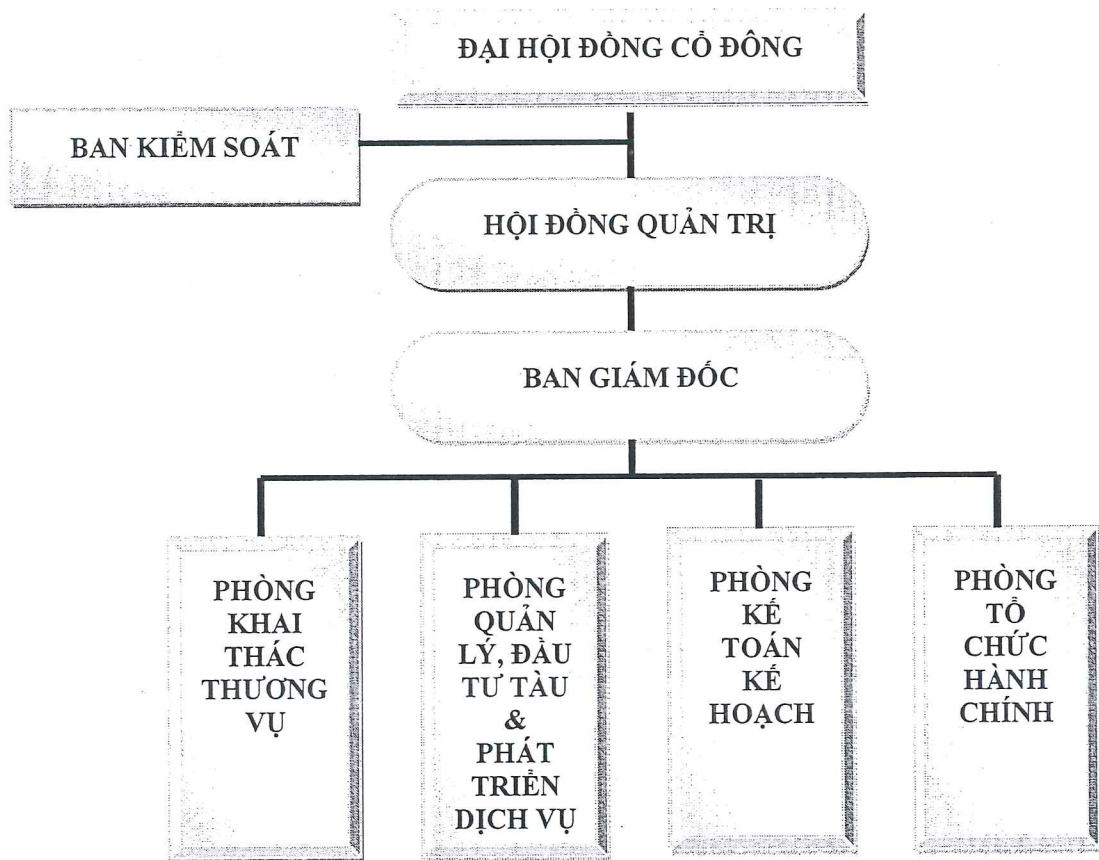 ĐẠI HỘI ĐỒNG CỔ ĐÔNG
BAN KIỂM SOÁT
HỘI ĐỒNG QUẢN TRỊ
BAN GIÁM ĐỐC
PHÒNG
KHAI
THÁC
THƯƠNG
VỤ
PHÒNG
QUẢN
LÝ, ĐẦU
TƯ TÀU
&
PHÁT
TRIỂN
DỊCH VỤ
PHÒNG
KẾ
TOÁN
KẾ
HOẠCH
PHÒNG
TỔ
CHỨC
HÀNH
CHÍNH